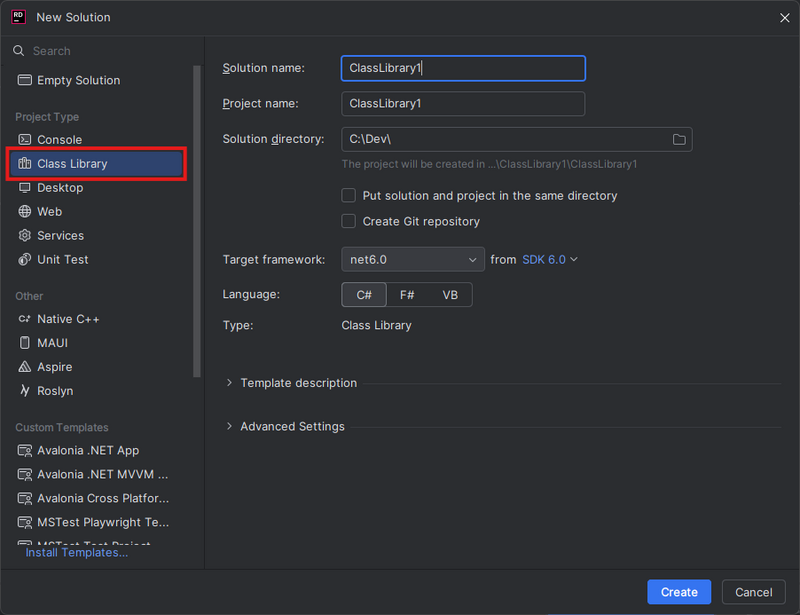 RD
New Solution
Search
Empty Solution
Project Type
Console
Class Library
Desktop
Web
Services
Unit Test
Other
Native C++
MAUI
Aspire
Roslyn
Custom Templates
Avalonia .NET App
Avalonia .NET MVVM ...
Avalonia Cross Platfor...
MSTest Playwright Te...
MSTest Test Project
Install Templates...
Solution name: ClassLibrary1
Project name: ClassLibrary1
Solution directory: C:\Dev\
The project will be created in ...\ClassLibrary1\ClassLibrary1
Put solution and project in the same directory
Create Git repository
Target framework: net6.0 from SDK 6.0
Language: C# F# VB
Type: Class Library
Template description
Advanced Settings
Create Cancel